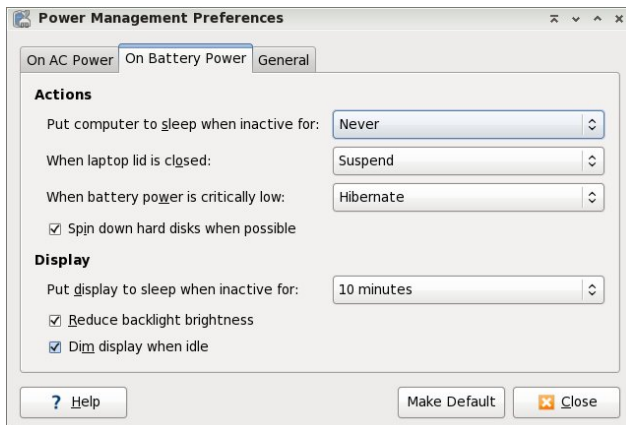 Power Management Preferences
On AC Power On Battery Power General
Actions
Put computer to sleep when inactive for: Never
When laptop lid is closed: Suspend
When battery power is critically low: Hibernate
Spin down hard disks when possible
Display
Put display to sleep when inactive for: 10 minutes
Reduce backlight brightness
Dim display when idle
? Help Make Default Close